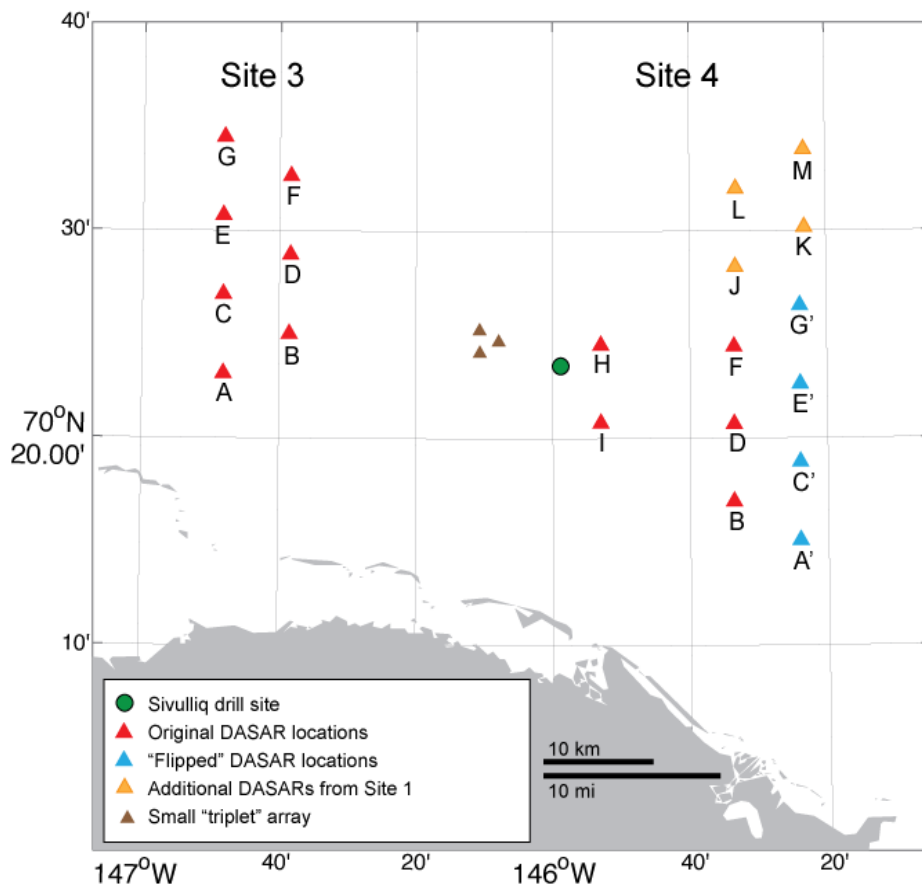 40'
Site 3
Site 4
G
F
M
L
E
K
30'
D
J
C
G’
B
H
F
A
E’
70°N
20.00'
I
D
C’
B
A’
10'
Sivulliq drill site
Original DASAR locations
“Flipped” DASAR locations
Additional DASARs from Site 1
Small “triplet” array
10 km
10 mi
147°W
40'
20'
146°W
40'
20'